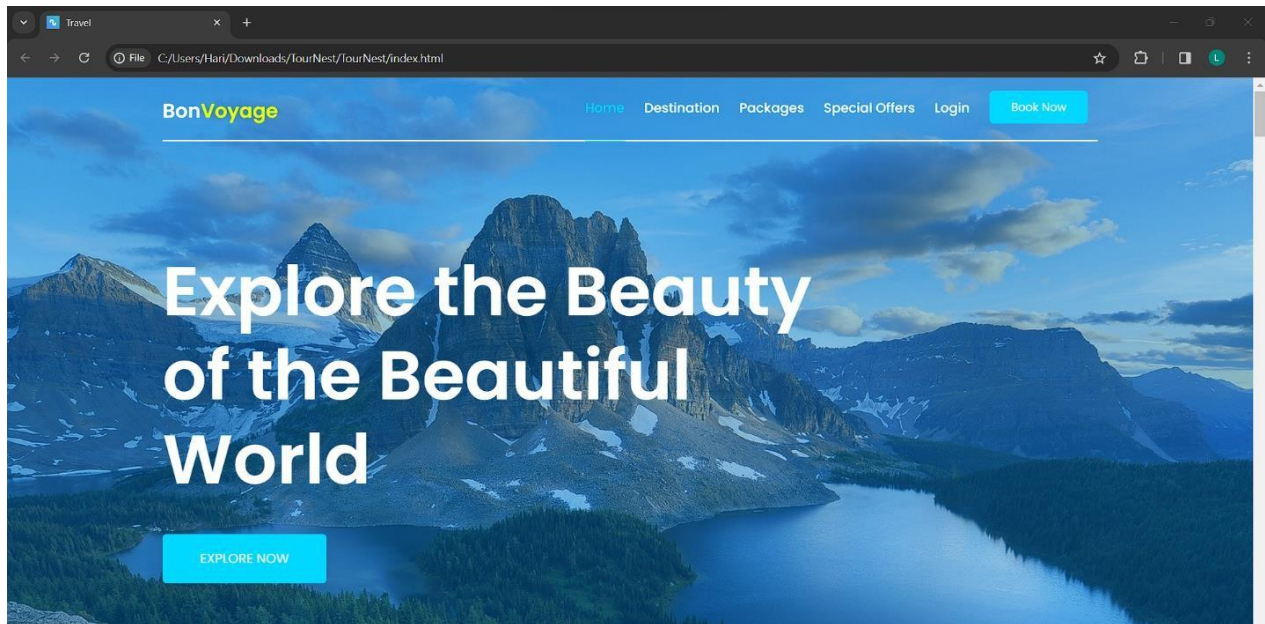 Travel
File C:/Users/Hari/Downloads/TourNest/TourNest/index.html
L
BonVoyage
Home Destination Packages Special Offers Login Book Now
Explore the Beauty
of the Beautiful
World
EXPLORE NOW